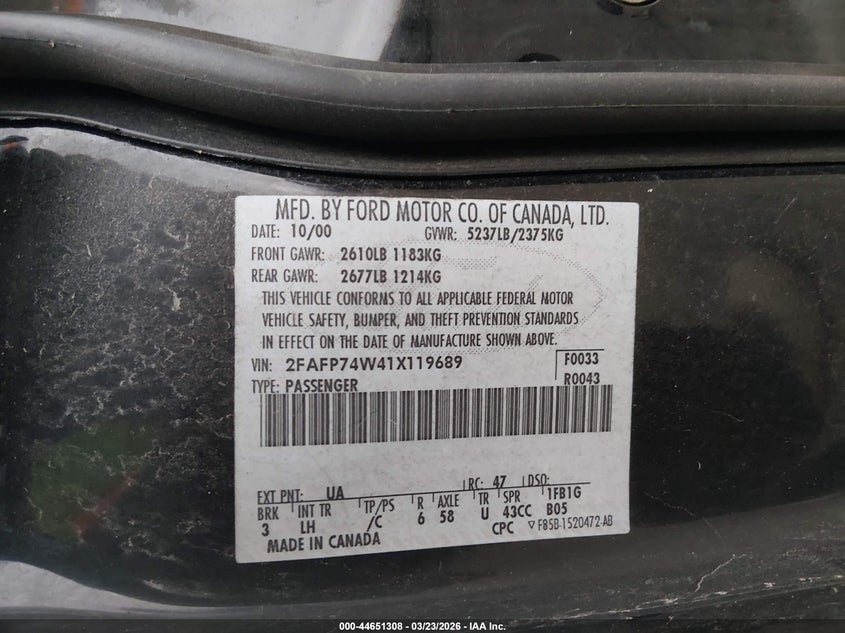 MFD. BY FORD MOTOR CO. OF CANADA, LTD.
DATE: 10/00 GVWR: 5237LB/2375KG
FRONT GAWR: 2610LB 1183KG
REAR GAWR: 2677LB 1214KG
THIS VEHICLE CONFORMS TO ALL APPLICABLE FEDERAL MOTOR
VEHICLE SAFETY, BUMPER, AND THEFT PREVENTION STANDARDS
IN EFFECT ON THE DATE OF MANUFACTURE SHOWN ABOVE.
VIN: 2FAFP74W41X119689 F0033
TYPE: PASSENGER R0043
EXT PNT: UA RC: 47 DSO:
BRK INT TR TP/PS R AXLE TR SPR 1FB1G
3 LH /C 6 58 U 43CC B05
MADE IN CANADA CPC ▽ F85B-1520472-AB
000-44651308 - 03/23/2026 - IAA Inc.